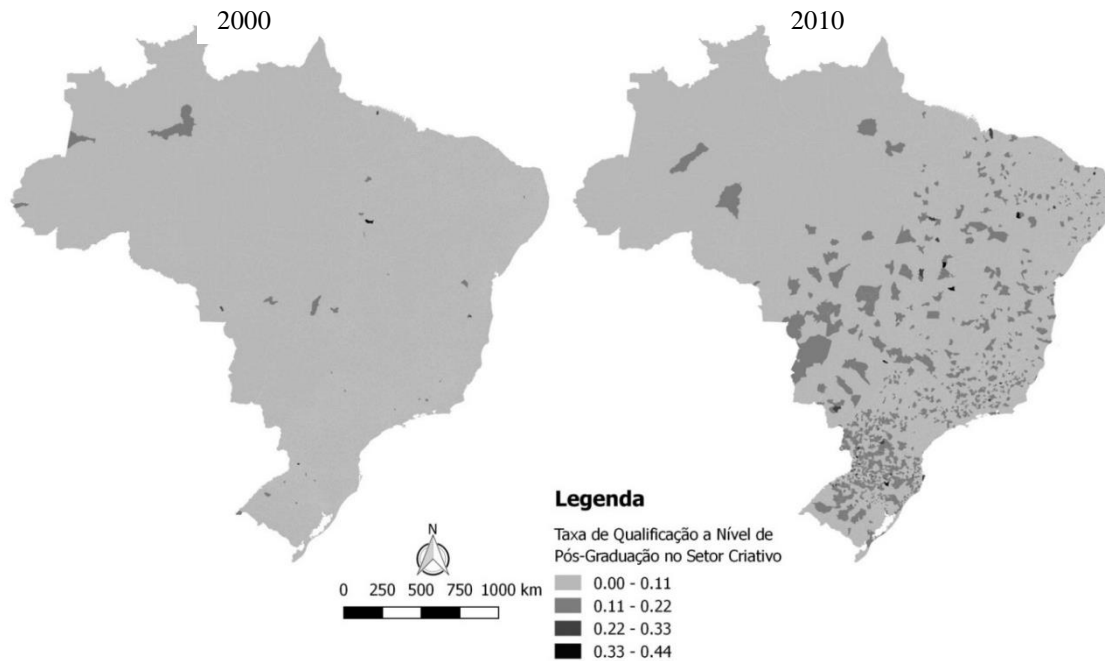 2000
2010
N
0 250 500 750 1000 km
Legenda
Taxa de Qualificação a Nível de
Pós-Graduação no Setor Criativo
0.00 - 0.11
0.11 - 0.22
0.22 - 0.33
0.33 - 0.44